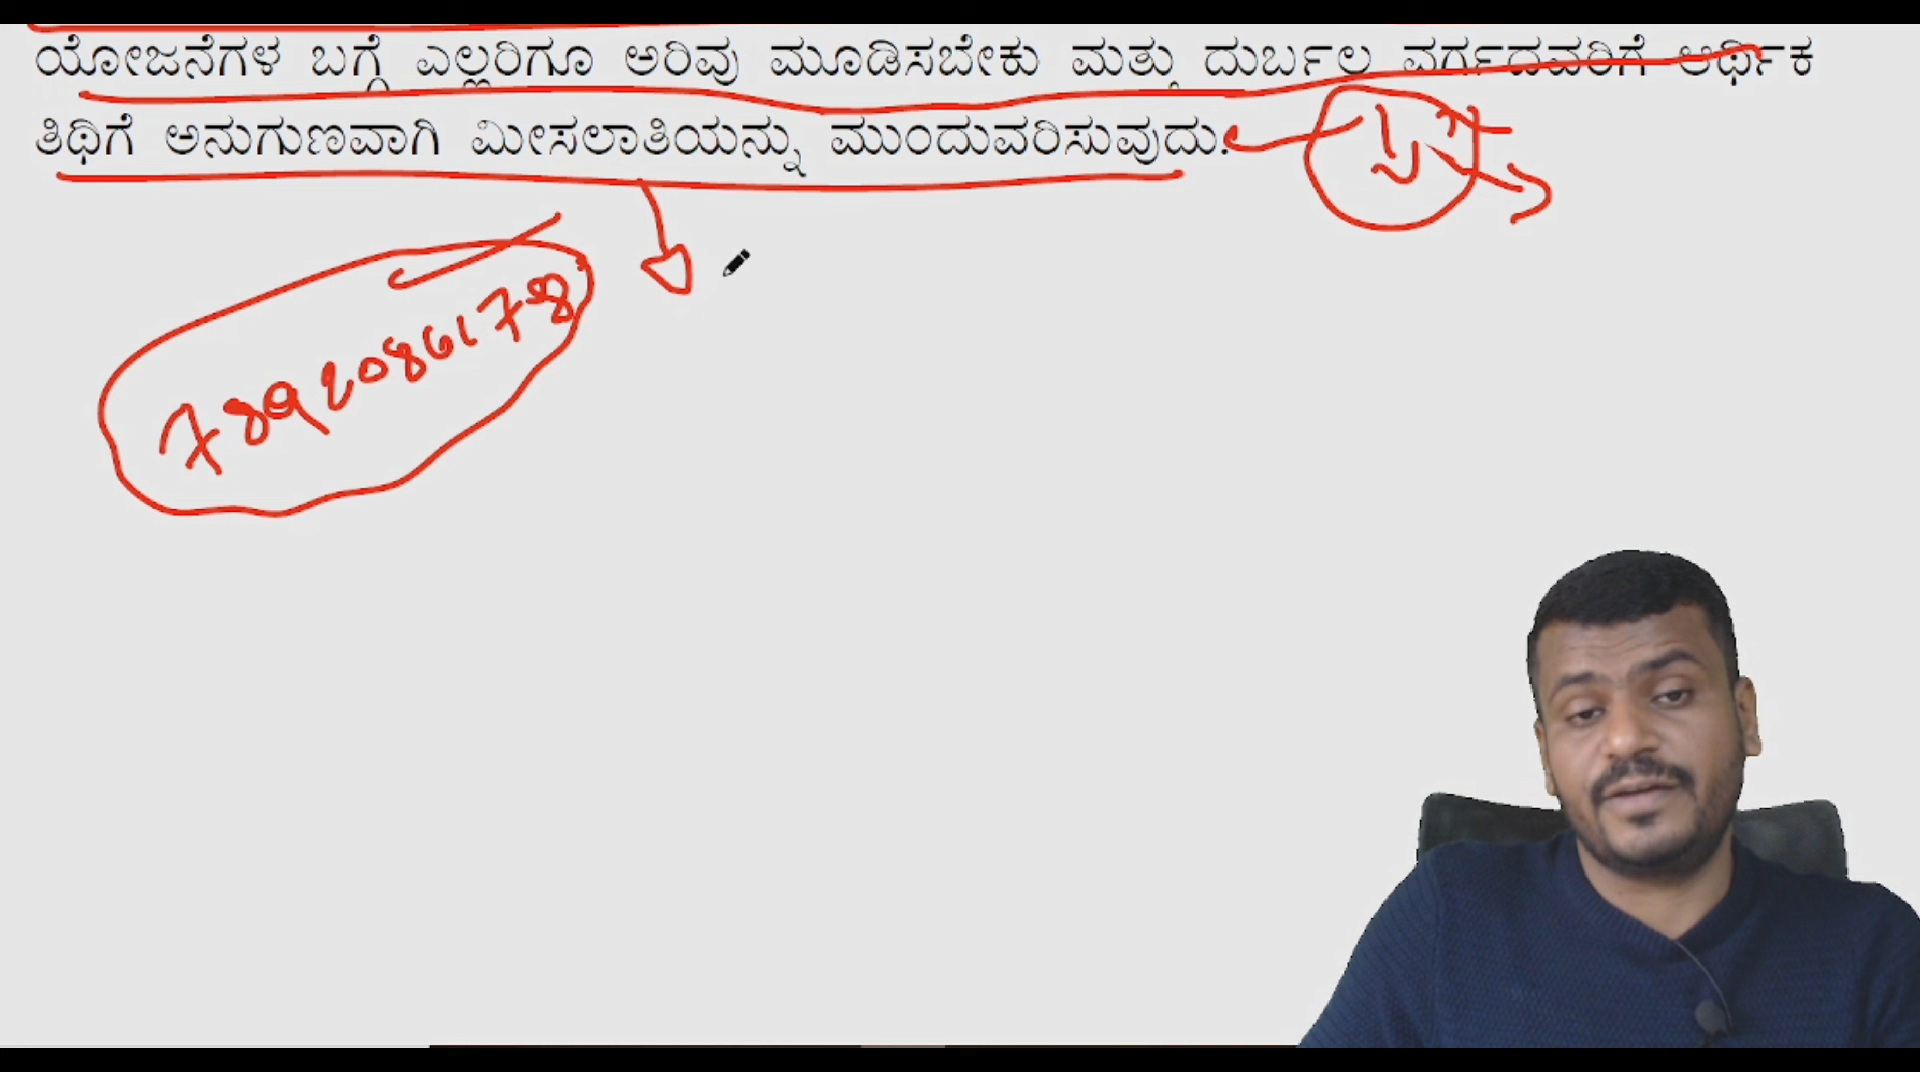 ಯೋಜನೆಗಳ ಬಗ್ಗೆ ಎಲ್ಲರಿಗೂ ಅರಿವು ಮೂಡಿಸಬೇಕು ಮತ್ತು ದುರ್ಬಲ ವರ್ಗದವರಿಗೆ ಆರ್ಥಿಕ
ತಿಥಿಗೆ ಅನುಗುಣವಾಗಿ ಮೀಸಲಾತಿಯನ್ನು ಮುಂದುವರಿಸುವುದು.
7892086178